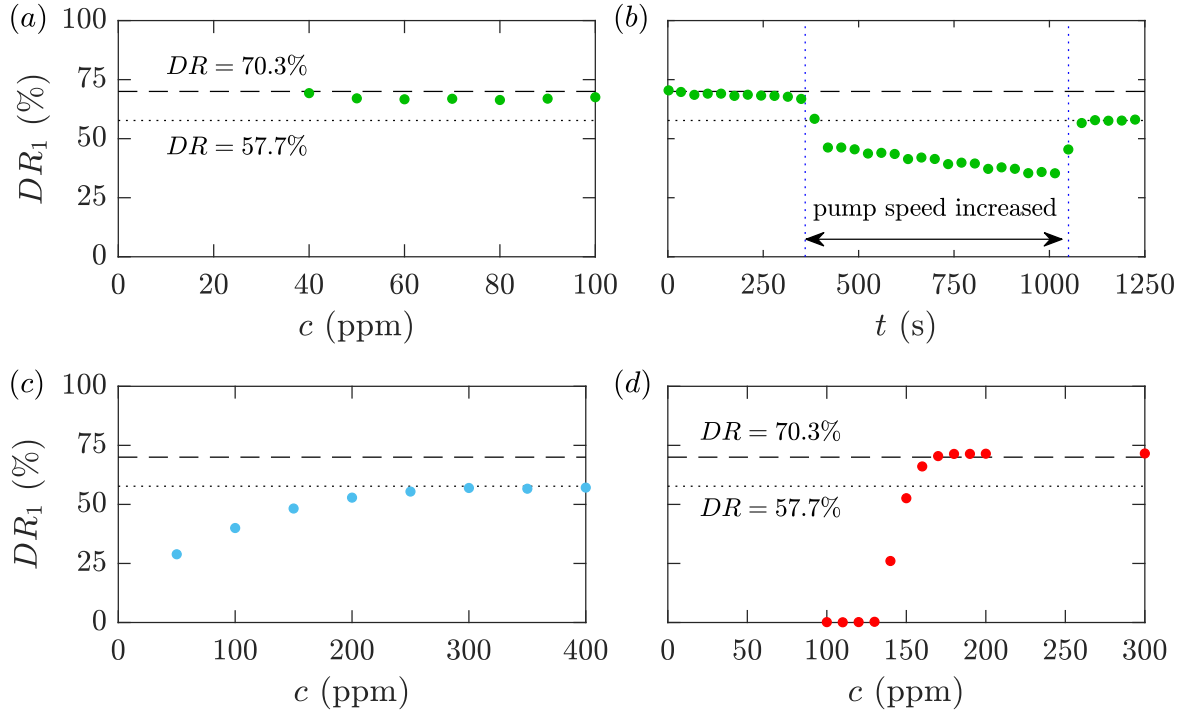 (a)
100
75
50
25
0
DR₁ (%)
DR = 70.3%
DR = 57.7%
0 20 40 60 80 100
c (ppm)
(b)
pump speed increased
0 250 500 750 1000 1250
t (s)
(c)
100
75
50
25
0
DR₁ (%)
0 100 200 300 400
c (ppm)
(d)
DR = 70.3%
DR = 57.7%
0 50 100 150 200 250 300
c (ppm)